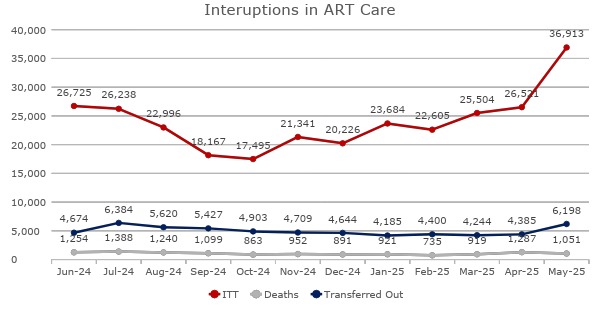 Interuptions in ART Care
40,000
36,913
35,000
30,000
26,725 26,238 22,996 18,167 17,495 21,341 20,226 23,684 22,605 25,504 26,521
25,000
20,000
15,000
10,000
4,674 6,384 5,620 5,427 4,903 4,709 4,644 4,185 4,400 4,244 4,385 6,198
5,000
1,254 1,388 1,240 1,099 863 952 891 921 735 919 1,287 1,051
0
Jun-24 Jul-24 Aug-24 Sep-24 Oct-24 Nov-24 Dec-24 Jan-25 Feb-25 Mar-25 Apr-25 May-25
ITT Deaths Transferred Out